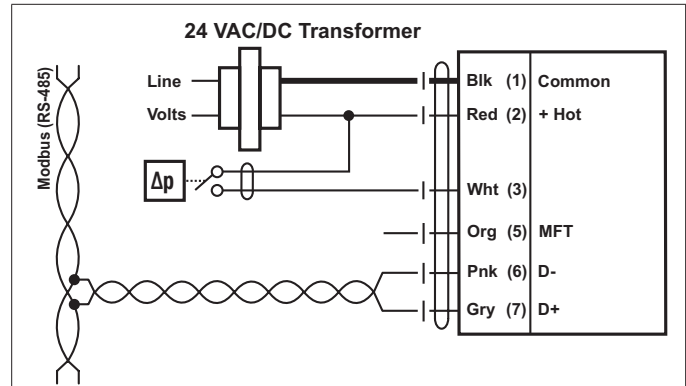 24 VAC/DC Transformer
Line
Volts
Modbus (RS-485)
Δp
Blk (1) Common
Red (2) + Hot
Wht (3)
Org (5) MFT
Pnk (6) D-
Gry (7) D+